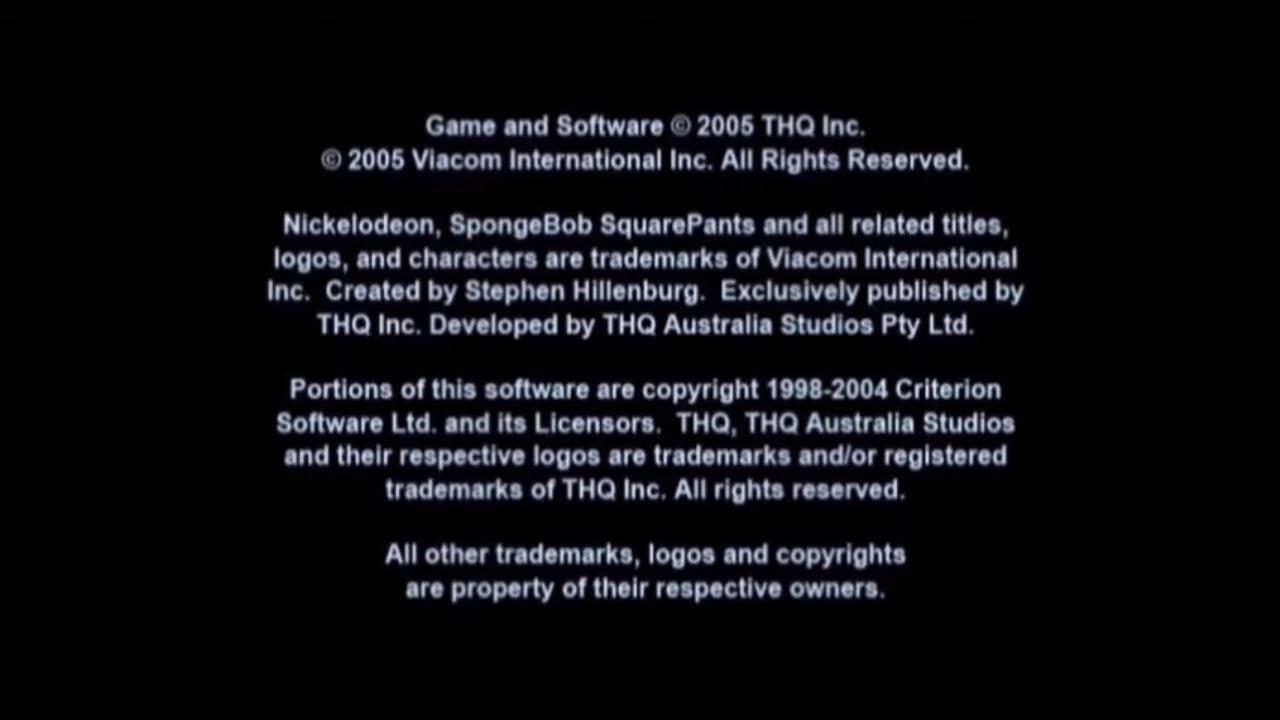 Game and Software © 2005 THQ Inc.
© 2005 Viacom International Inc. All Rights Reserved.
Nickelodeon, SpongeBob SquarePants and all related titles,
logos, and characters are trademarks of Viacom International
Inc.  Created by Stephen Hillenburg.  Exclusively published by
THQ Inc. Developed by THQ Australia Studios Pty Ltd.
Portions of this software are copyright 1998-2004 Criterion
Software Ltd. and its Licensors.  THQ, THQ Australia Studios
and their respective logos are trademarks and/or registered
trademarks of THQ Inc. All rights reserved.
All other trademarks, logos and copyrights
are property of their respective owners.